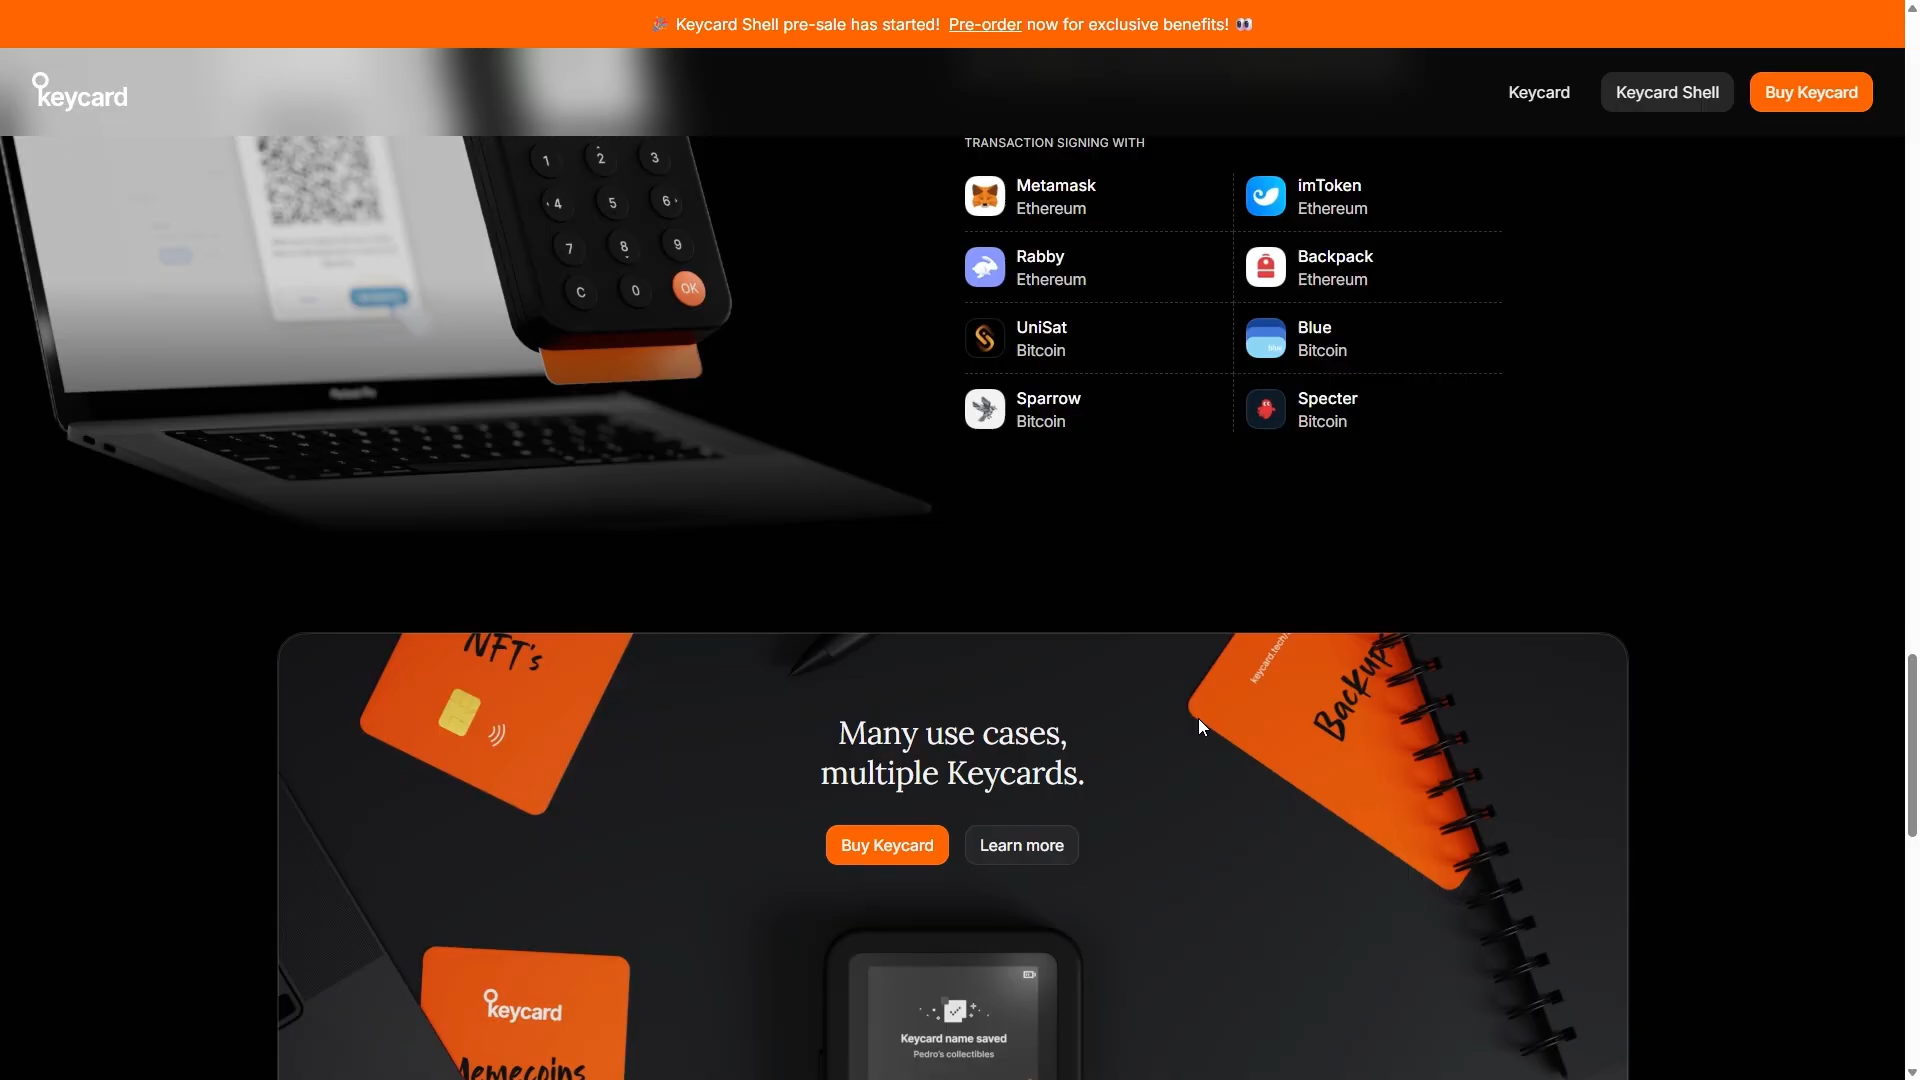 🎉 Keycard Shell pre-sale has started! Pre-order now for exclusive benefits! 👀
keycard
Keycard
Keycard Shell
Buy Keycard
TRANSACTION SIGNING WITH
Metamask
Ethereum
imToken
Ethereum
Rabby
Ethereum
Backpack
Ethereum
UniSat
Bitcoin
Blue
Bitcoin
Sparrow
Bitcoin
Specter
Bitcoin
1 2 3
4 5 6
7 8 9
C 0 OK
NFT's
Backups
Many use cases,
multiple Keycards.
Buy Keycard
Learn more
keycard
Memecoins
Keycard name saved
Pedro's collectibles